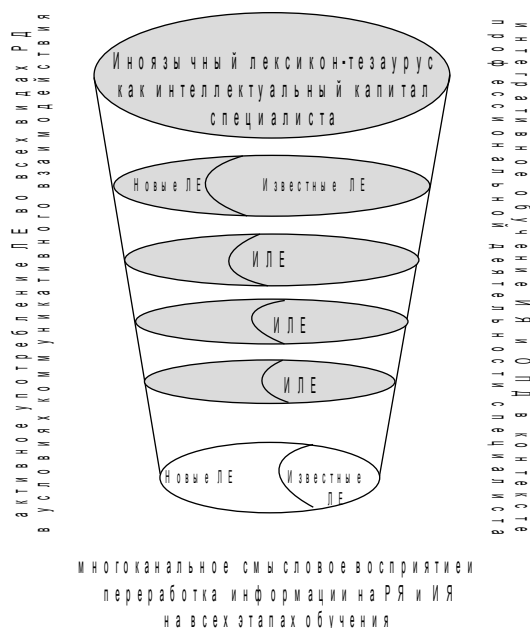 Иноязычный лексикон-тезаурус
как интеллектуальный капитал
специалиста
Новые ЛЕ
Известные ЛЕ
ИЛЕ
ИЛЕ
ИЛЕ
Новые ЛЕ
Известные
ЛЕ
активное употребление ЛЕ во всех видах РД
в условиях коммуникативного взаимодействия
интегративное обучение ИЯ и ОПД в контексте
профессиональной деятельности специалиста
многоканальное смысловое восприятиеи
переработка информации на РЯ и ИЯ
на всех этапах обучения